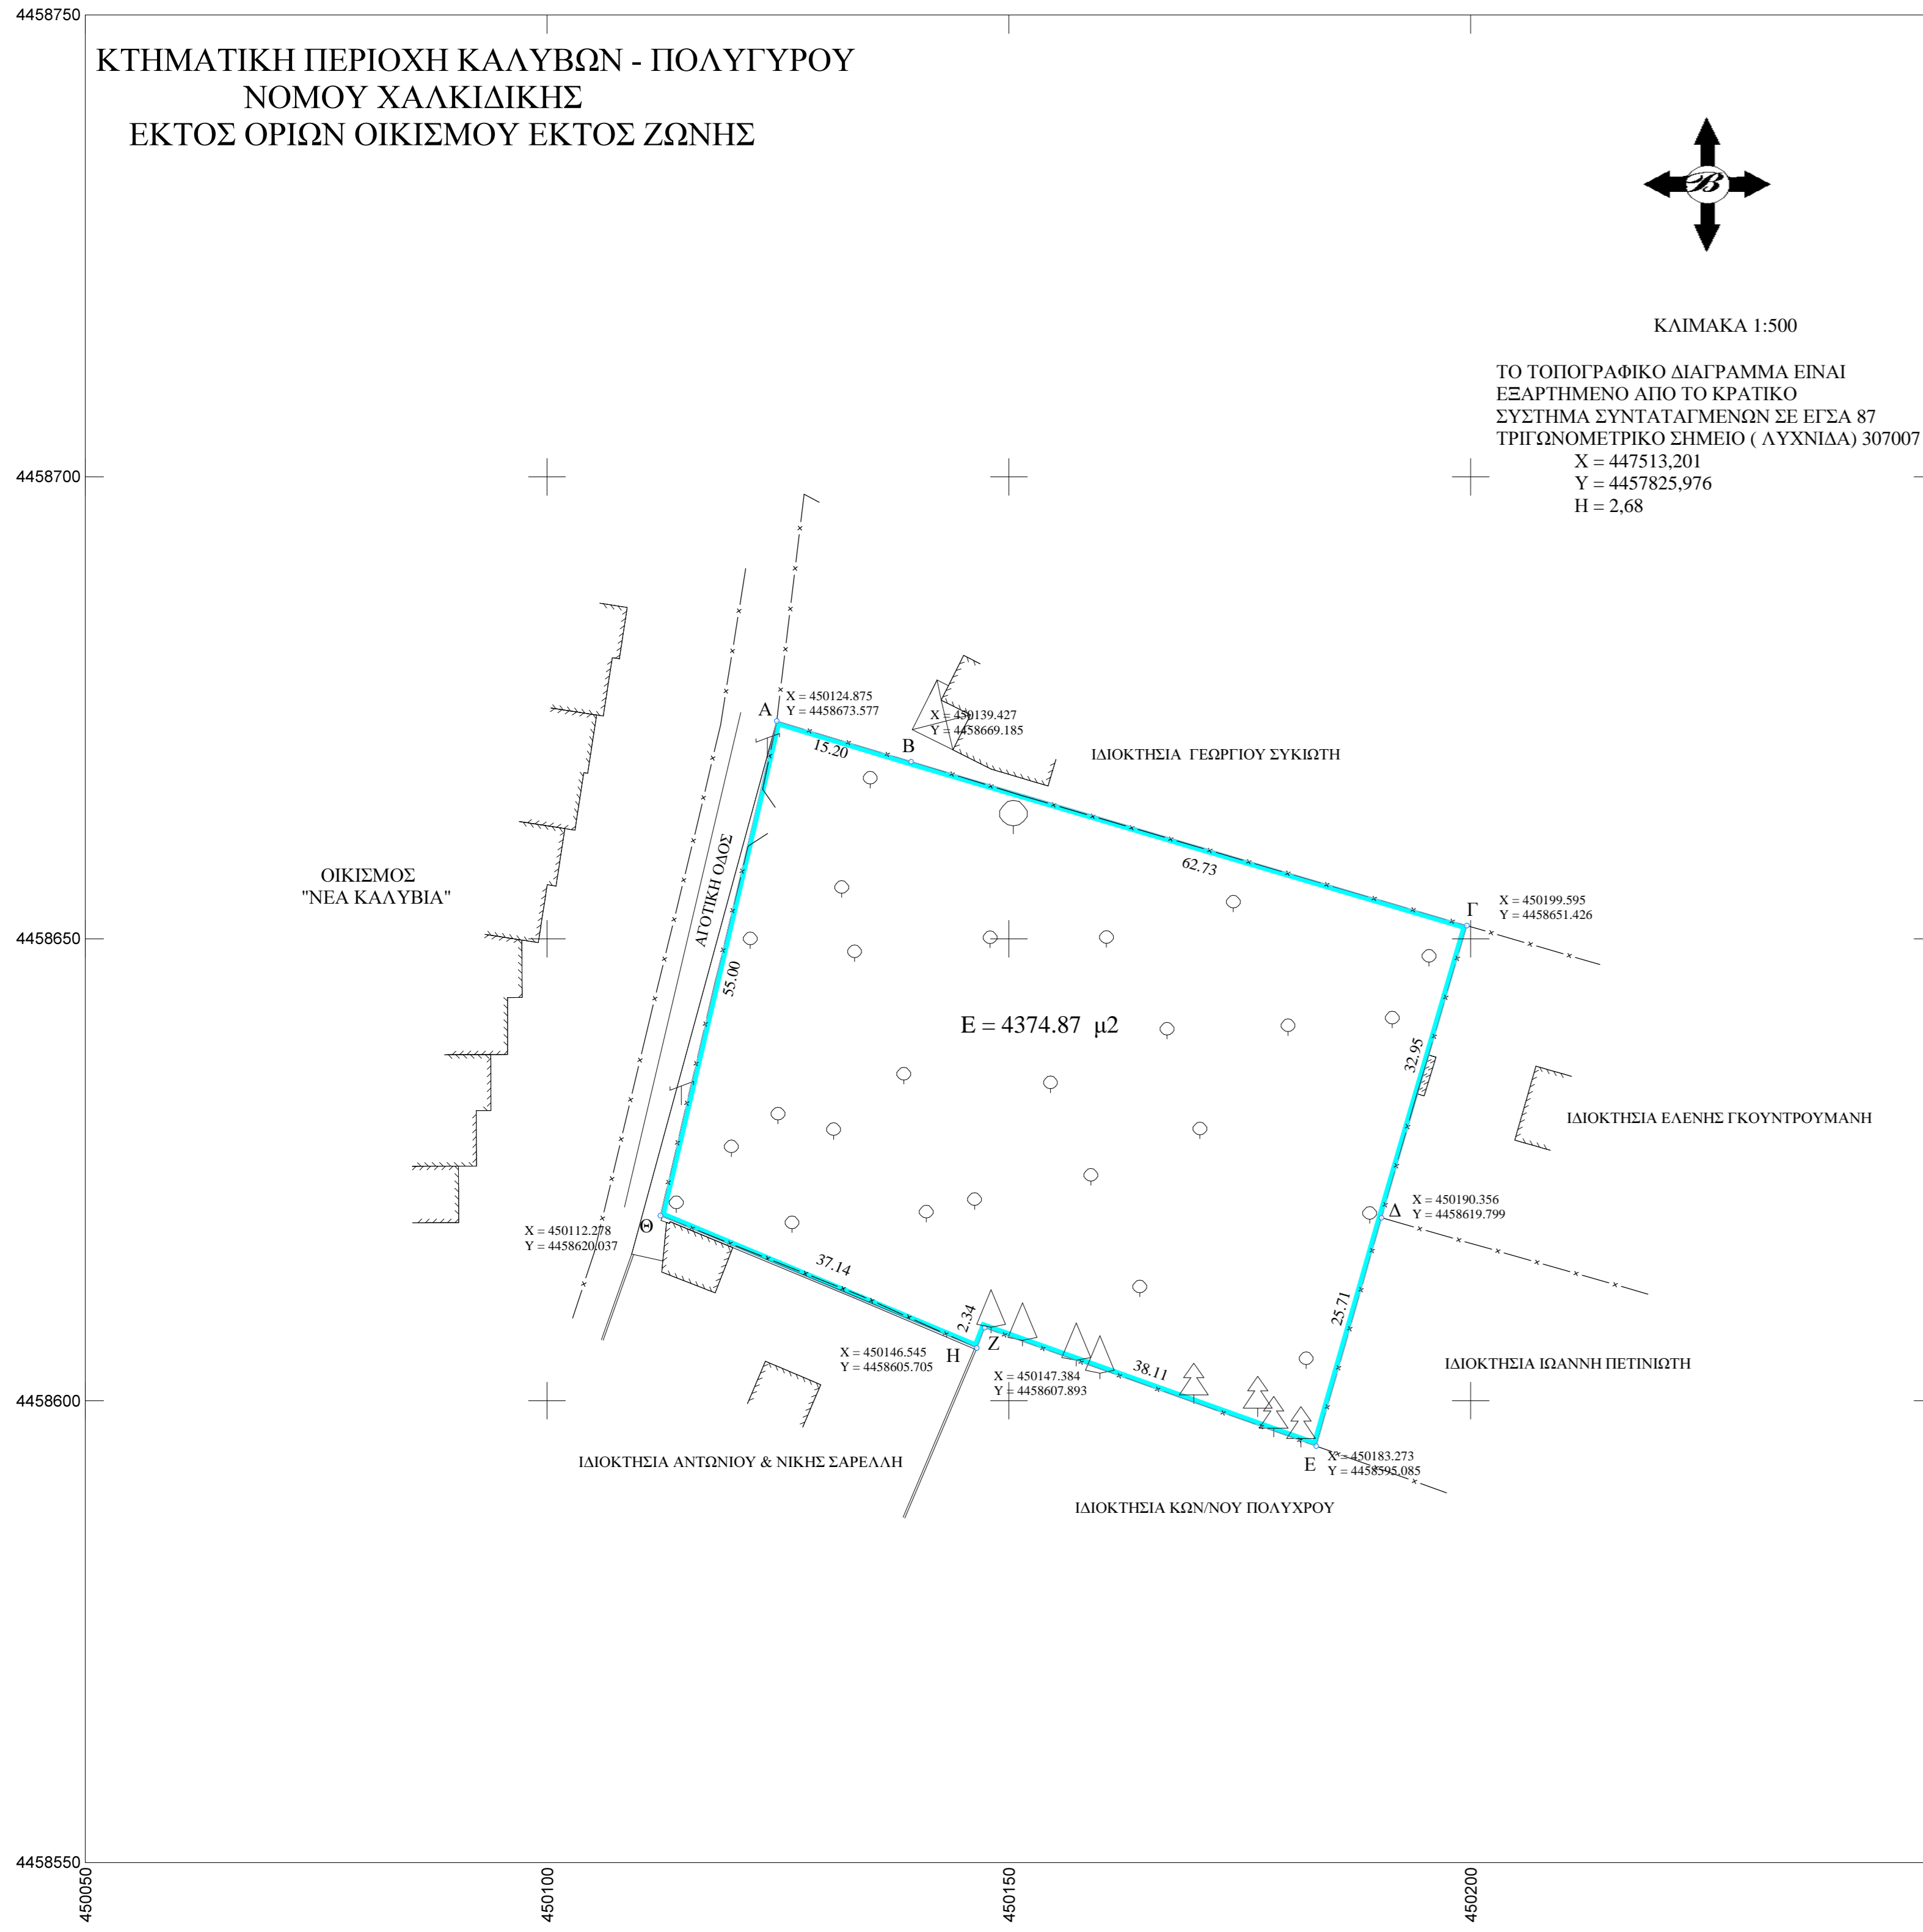 4458750
ΚΤΗΜΑΤΙΚΗ ΠΕΡΙΟΧΗ ΚΑΛΥΒΩΝ - ΠΟΛΥΓΥΡΟΥ
ΝΟΜΟΥ ΧΑΛΚΙΔΙΚΗΣ
ΕΚΤΟΣ ΟΡΙΩΝ ΟΙΚΙΣΜΟΥ ΕΚΤΟΣ ΖΩΝΗΣ
Β
ΚΛΙΜΑΚΑ 1:500
ΤΟ ΤΟΠΟΓΡΑΦΙΚΟ ΔΙΑΓΡΑΜΜΑ ΕΙΝΑΙ
ΕΞΑΡΤΗΜΕΝΟ ΑΠΟ ΤΟ ΚΡΑΤΙΚΟ
ΣΥΣΤΗΜΑ ΣΥΝΤΑΤΑΓΜΕΝΩΝ ΣΕ ΕΓΣΑ 87
ΤΡΙΓΩΝΟΜΕΤΡΙΚΟ ΣΗΜΕΙΟ ( ΛΥΧΝΙΔΑ) 307007
X = 447513,201
Y = 4457825,976
H = 2,68
4458700
X = 450124.875
Y = 4458673.577
Α
15.20
X = 450139.427
Y = 4458669.185
Β
ΙΔΙΟΚΤΗΣΙΑ ΓΕΩΡΓΙΟΥ ΣΥΚΙΩΤΗ
62.73
ΟΙΚΙΣΜΟΣ
"ΝΕΑ ΚΑΛΥΒΙΑ"
ΑΓΟΤΙΚΗ ΟΔΟΣ
55.00
Γ
X = 450199.595
Y = 4458651.426
4458650
Ε = 4374.87 μ2
32.95
ΙΔΙΟΚΤΗΣΙΑ ΕΛΕΝΗΣ ΓΚΟΥΝΤΡΟΥΜΑΝΗ
X = 450190.356
Y = 4458619.799
Δ
Θ
X = 450112.278
Y = 4458620.037
37.14
2.34
25.71
Η
X = 450146.545
Y = 4458605.705
Ζ
X = 450147.384
Y = 4458607.893
38.11
ΙΔΙΟΚΤΗΣΙΑ ΙΩΑΝΝΗ ΠΕΤΙΝΙΩΤΗ
4458600
ΙΔΙΟΚΤΗΣΙΑ ΑΝΤΩΝΙΟΥ & ΝΙΚΗΣ ΣΑΡΕΛΛΗ
Ε
X = 450183.273
Y = 4458595.085
ΙΔΙΟΚΤΗΣΙΑ ΚΩΝ/ΝΟΥ ΠΟΛΥΧΡΟΥ
4458550
450050
450100
450150
450200